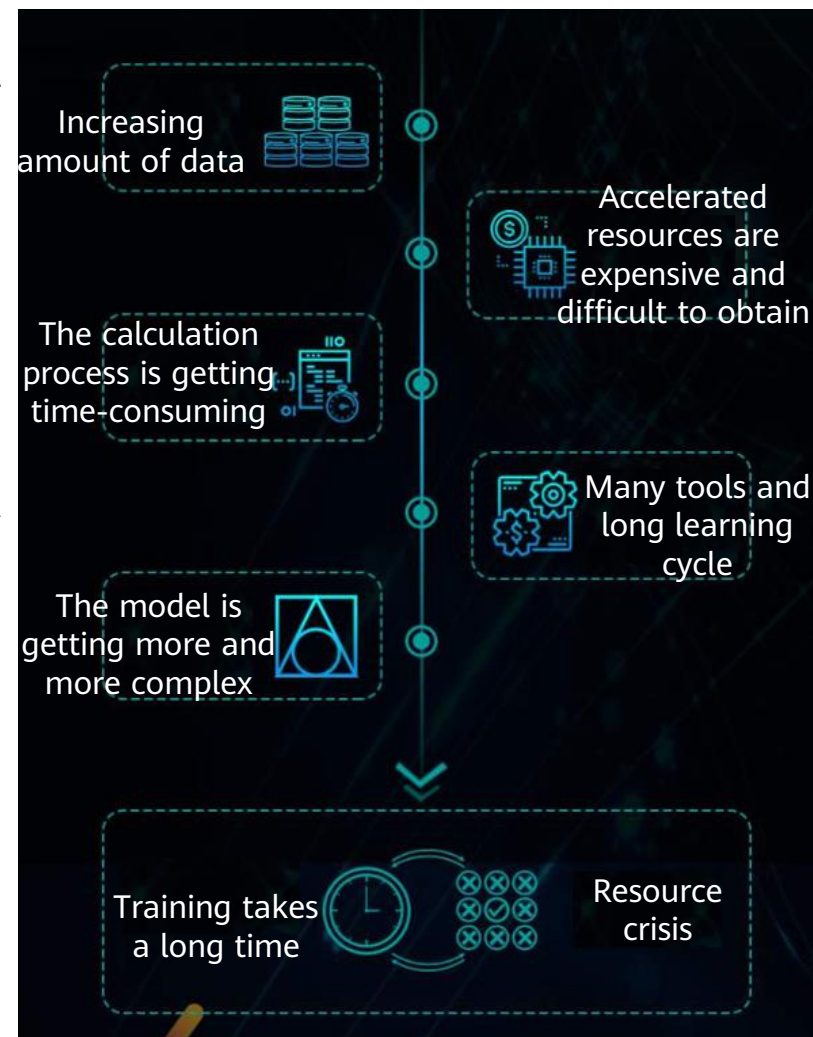 Increasing
amount of data
Accelerated
resources are
expensive and
difficult to obtain
The calculation
process is getting
time-consuming
Many tools and
long learning
cycle
The model is
getting more and
more complex
Training takes
a long time
Resource
crisis